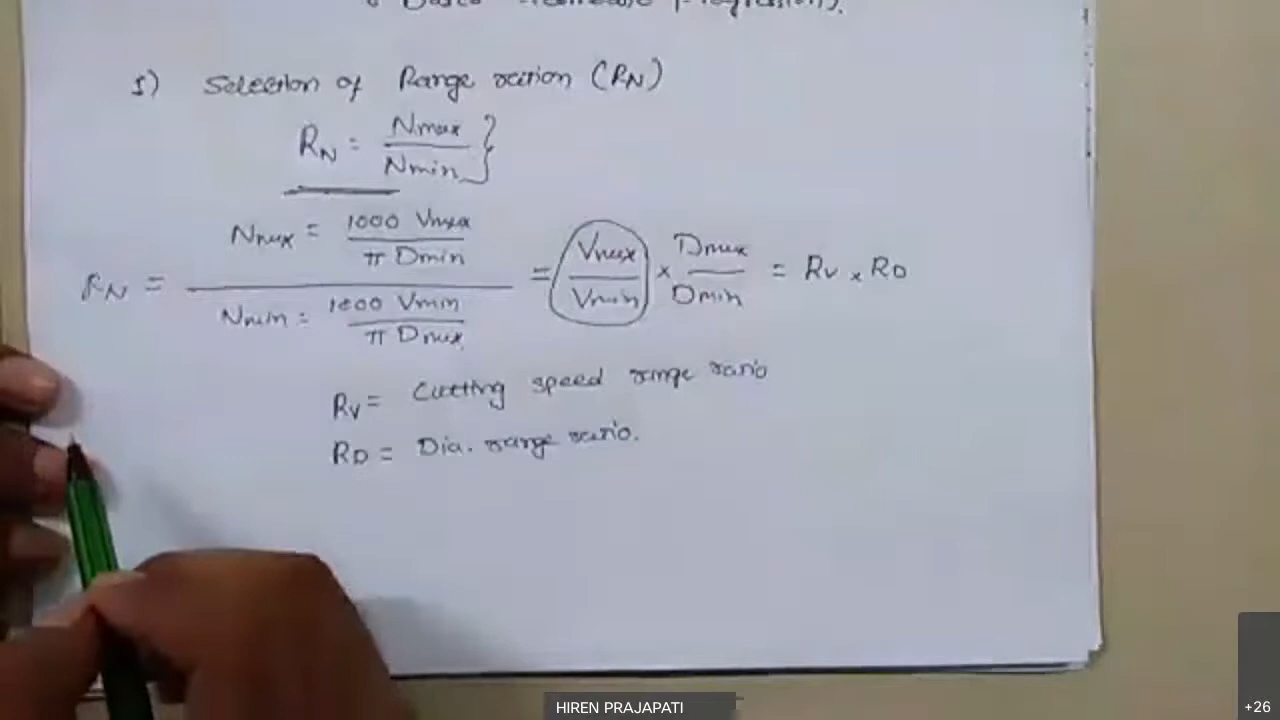 1) Selection of Range ration (RN)
RN = Nmax / Nmin }
RN = Nmax = 1000 Vmax / π Dmin
Nmin = 1000 Vmin / π Dmax
= Vmax / Vmin × Dmax / Dmin = Rv × RD
Rv = Cutting speed range ratio
RD = Dia. range ratio.
HIREN PRAJAPATI
+26